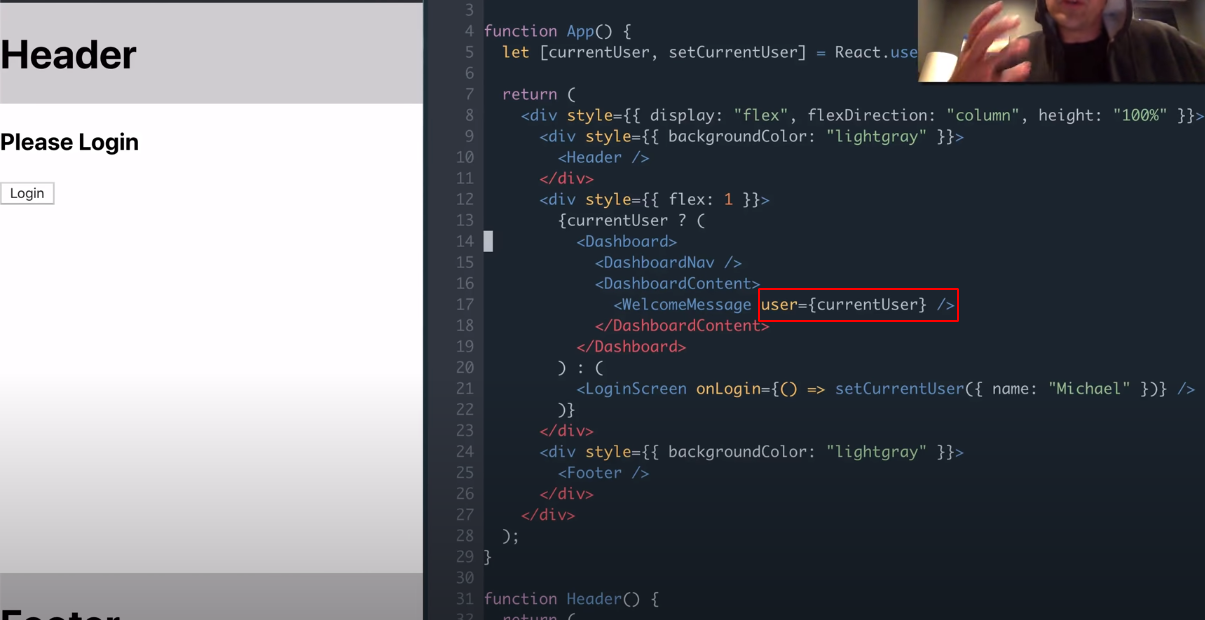 Header
Please Login
Login
Footer
3
4 function App() {
5 let [currentUser, setCurrentUser] = React.use
6
7 return (
8 <div style={{ display: "flex", flexDirection: "column", height: "100%" }}>
9 <div style={{ backgroundColor: "lightgray" }}>
10 <Header />
11 </div>
12 <div style={{ flex: 1 }}>
13 {currentUser ? (
14 <Dashboard>
15 <DashboardNav />
16 <DashboardContent>
17 <WelcomeMessage user={currentUser} />
18 </DashboardContent>
19 </Dashboard>
20 ) : (
21 <LoginScreen onLogin={() => setCurrentUser({ name: "Michael" })} />
22 )}
23 </div>
24 <div style={{ backgroundColor: "lightgray" }}>
25 <Footer />
26 </div>
27 </div>
28 );
29 }
30
31 function Header() {
32 return (